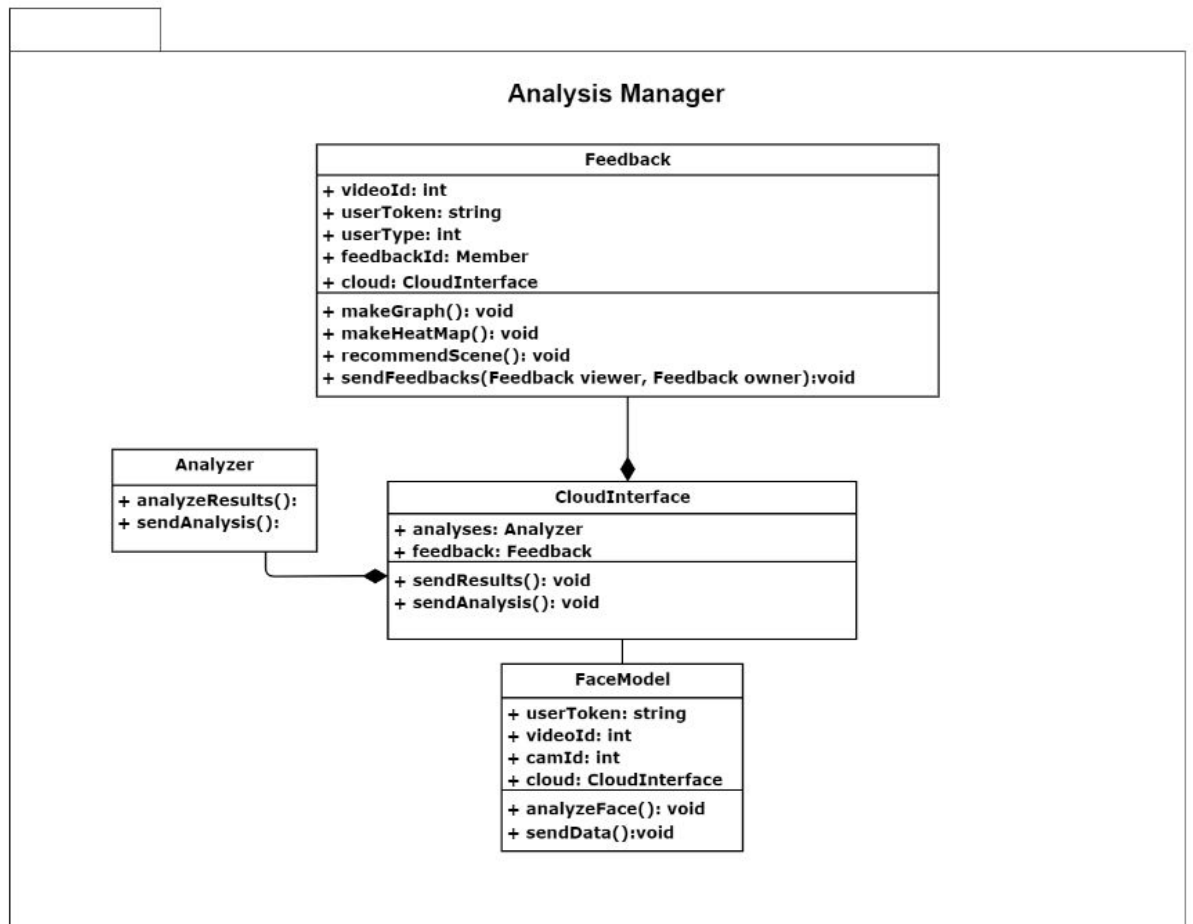 Analysis Manager
Feedback
+ videoId: int
+ userToken: string
+ userType: int
+ feedbackId: Member
+ cloud: CloudInterface
+ makeGraph(): void
+ makeHeatMap(): void
+ recommendScene(): void
+ sendFeedbacks(Feedback viewer, Feedback owner):void
Analyzer
+ analyzeResults():
+ sendAnalysis():
CloudInterface
+ analyses: Analyzer
+ feedback: Feedback
+ sendResults(): void
+ sendAnalysis(): void
FaceModel
+ userToken: string
+ videoId: int
+ camId: int
+ cloud: CloudInterface
+ analyzeFace(): void
+ sendData():void